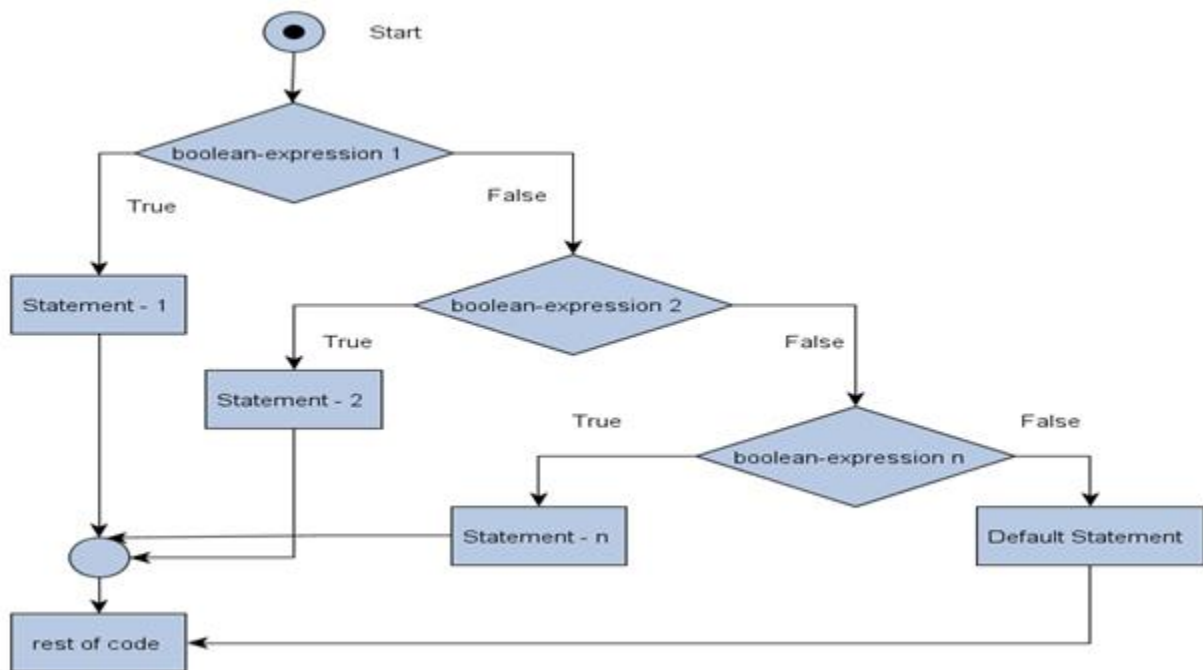 Start
boolean-expression 1
True
False
Statement - 1
boolean-expression 2
True
False
Statement - 2
True
False
boolean-expression n
Statement - n
Default Statement
rest of code